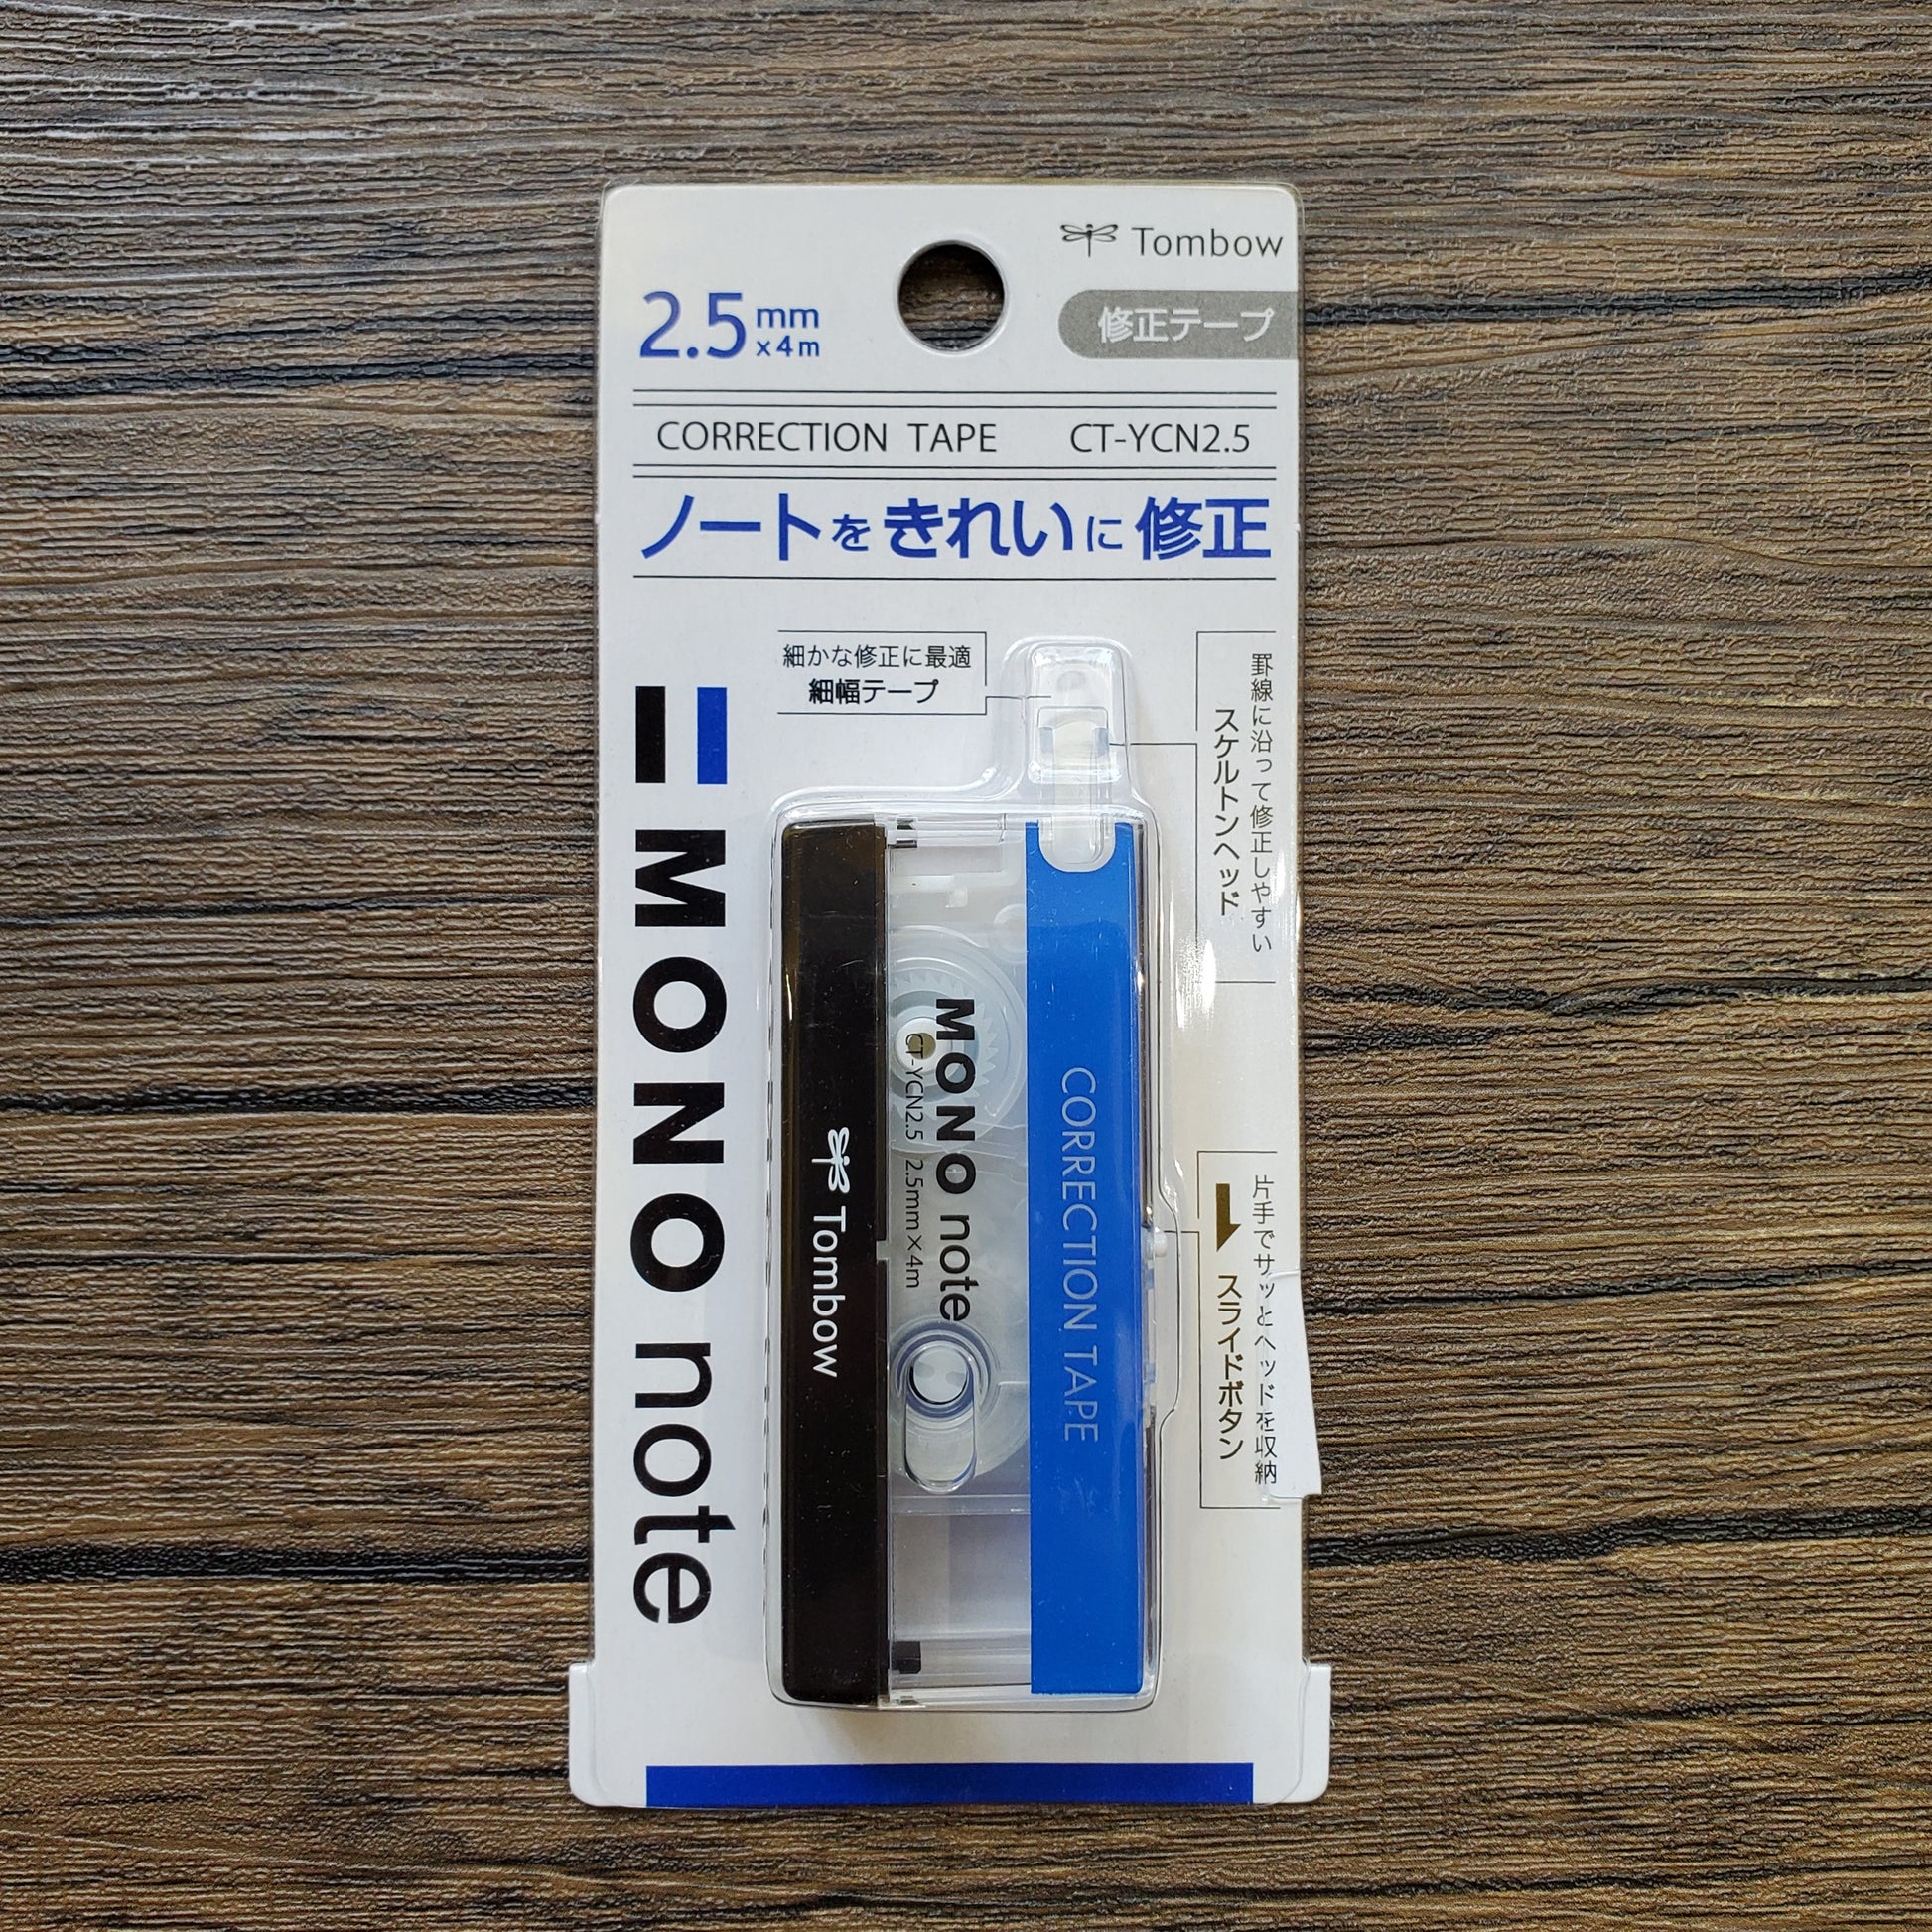 Tombow
2.5mm
×4m
修正テープ
CORRECTION TAPE CT-YCN2.5
ノートをきれいに修正
細かな修正に最適
細幅テープ
罫線に沿って修正しやすい
スケルトンヘッド
片手でサッとヘッドを収納
スライドボタン
MONO note
MONO note
CT-YCN2.5 2.5mm×4m
CORRECTION TAPE
Tombow